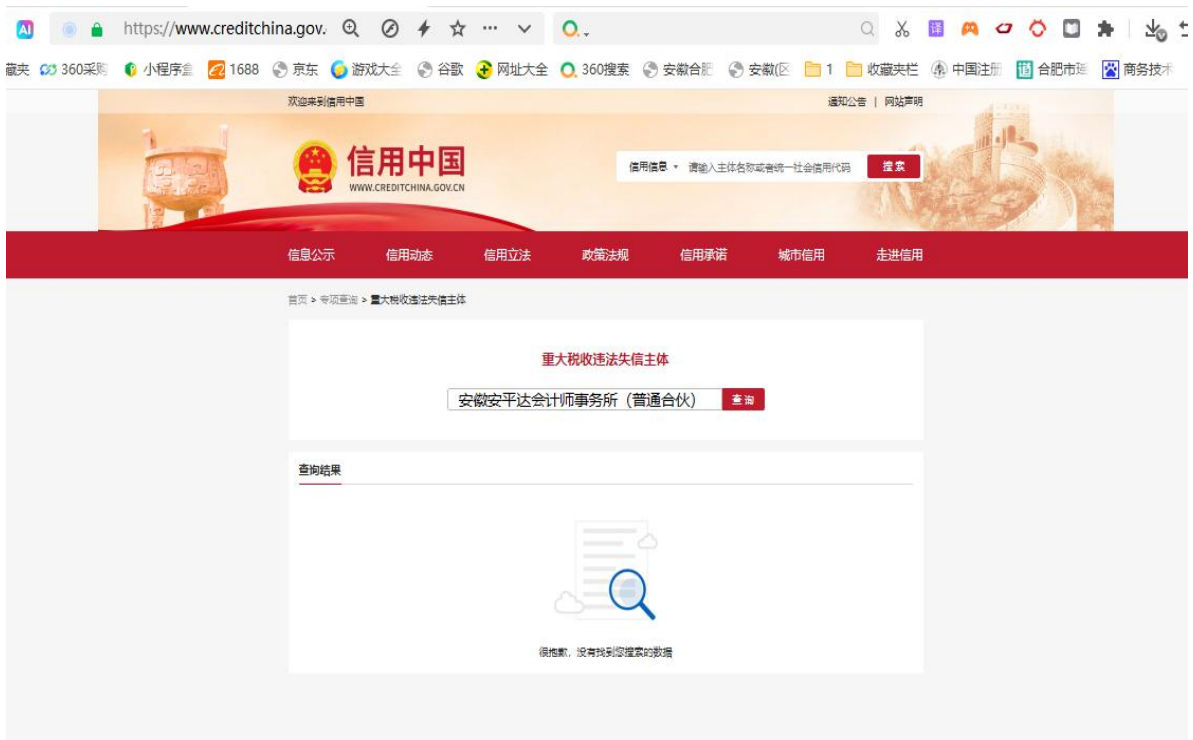 AI https://www.creditchina.gov.
藏夹 360采购 小程序盒 1688 京东 游戏大全 谷歌 网址大全 360搜索 安徽合肥 安徽(区 1 收藏夹栏 中国注册 合肥市 商务技术
欢迎来到信用中国 通知公告 | 网站声明
信用中国
WWW.CREDITCHINA.GOV.CN
信用信息 请输入主体名称或者统一社会信用代码 搜索
信息公示 信用动态 信用立法 政策法规 信用承诺 城市信用 走进信用
首页 > 专项查询 > 重大税收违法失信主体
重大税收违法失信主体
安徽安平达会计师事务所（普通合伙） 查询
查询结果
很抱歉，没有找到您搜索的数据